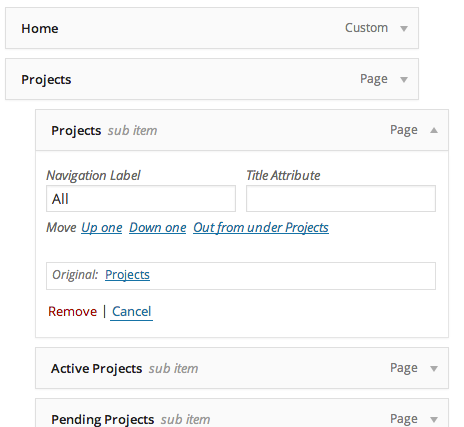 Home Custom
Projects Page
Projects sub item Page
Navigation Label Title Attribute
All
Move Up one Down one Out from under Projects
Original: Projects
Remove | Cancel
Active Projects sub item Page
Pending Projects sub item Page